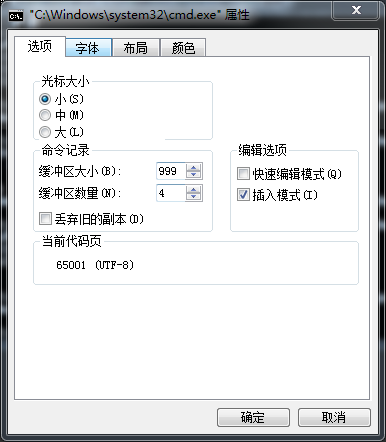 "C:\Windows\system32\cmd.exe" 属性
选项 字体 布局 颜色
光标大小
小(S)
中(M)
大(L)
命令记录
缓冲区大小(B): 999
缓冲区数量(N): 4
丢弃旧的副本(D)
编辑选项
快速编辑模式(Q)
插入模式(I)
当前代码页
65001 (UTF-8)
确定 取消